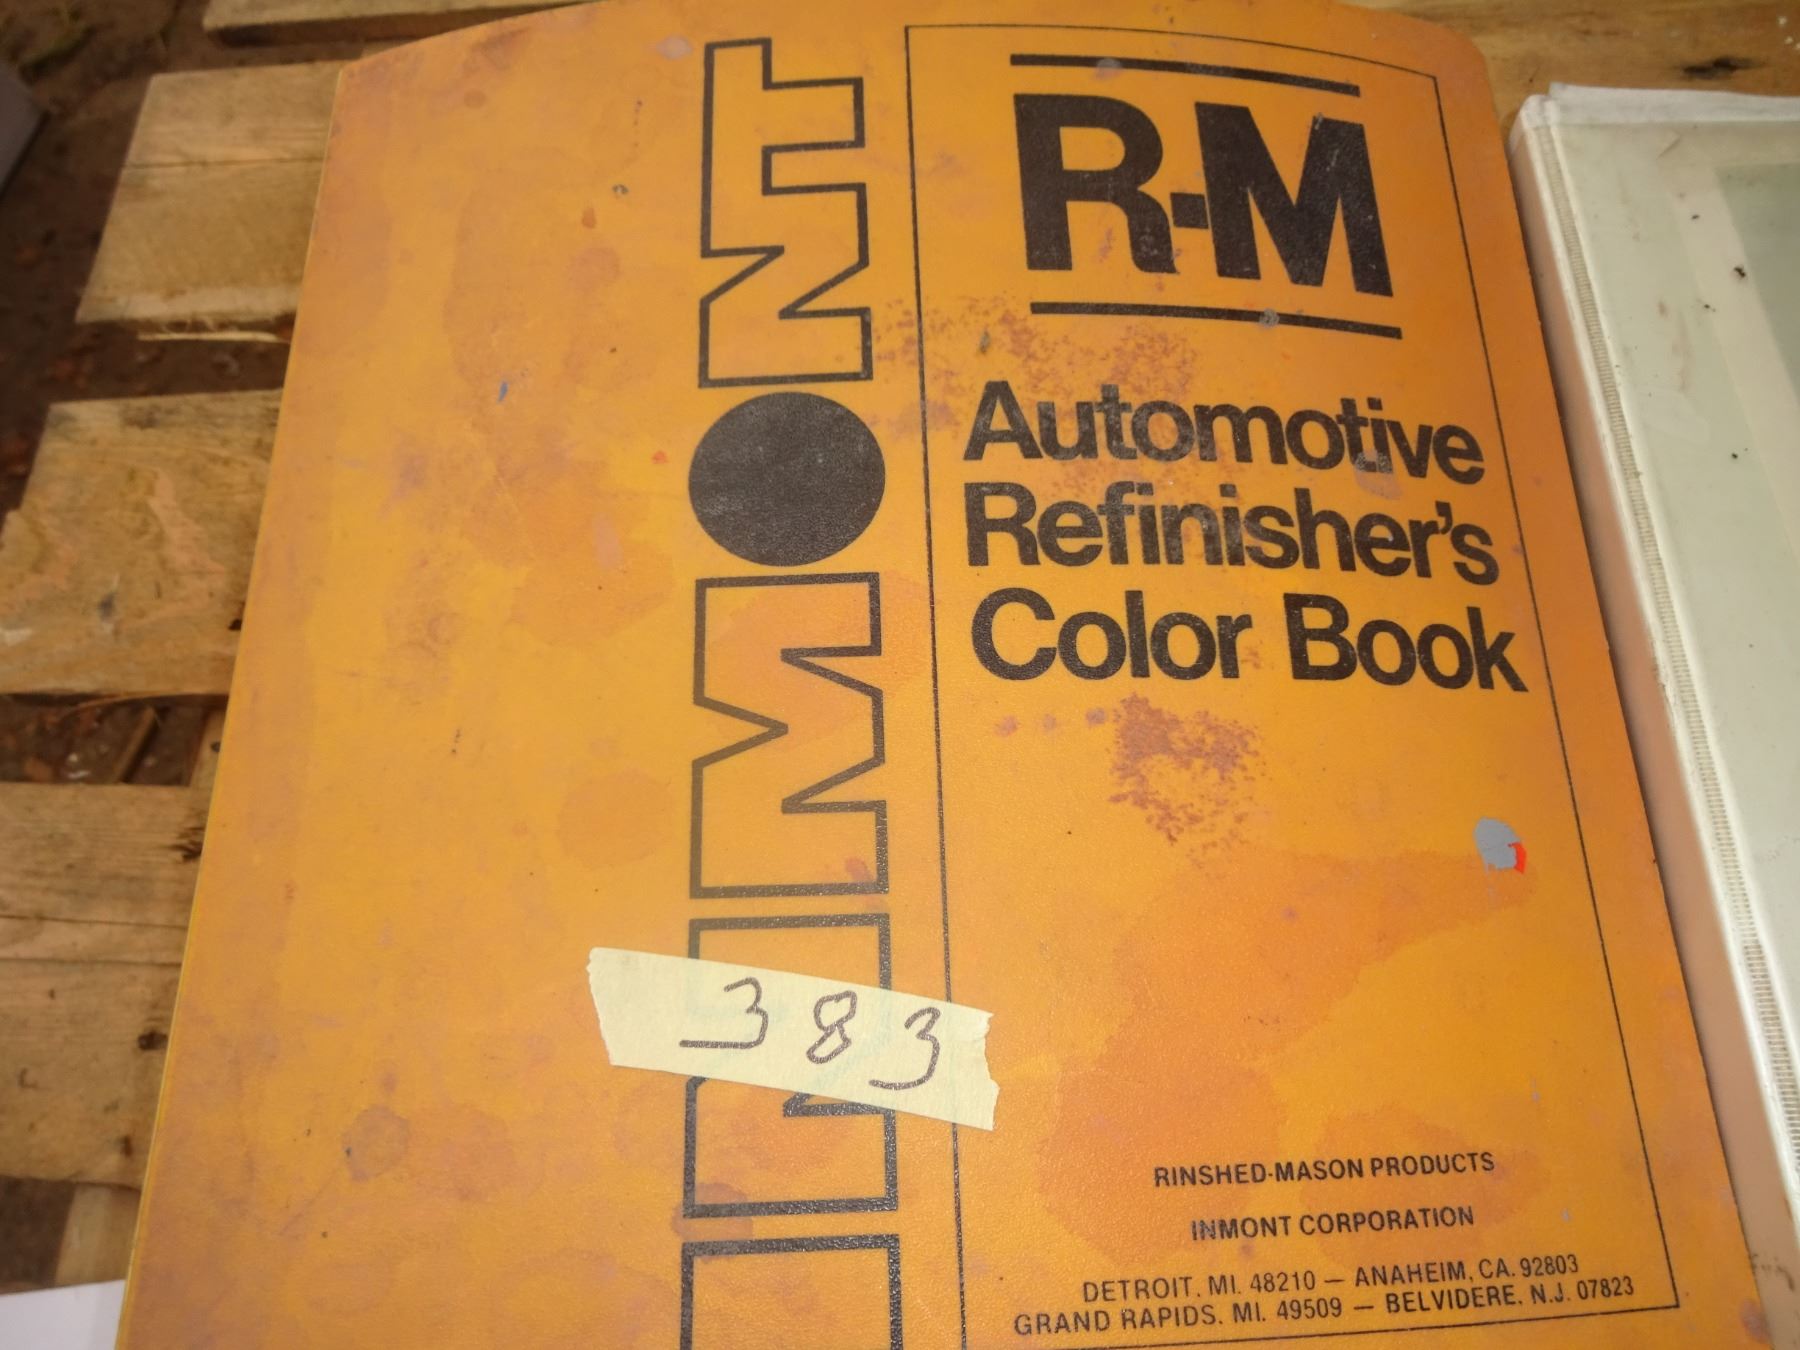 INMONT
R-M
Automotive
Refinisher's
Color Book
383
RINSHED-MASON PRODUCTS
INMONT CORPORATION
DETROIT. MI. 48210 — ANAHEIM, CA. 92803
GRAND RAPIDS. MI. 49509 — BELVIDERE. N.J. 07823